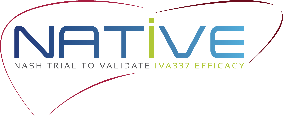 NATiVE
NASH TRIAL TO VALIDATE IVA337 EFFICACY